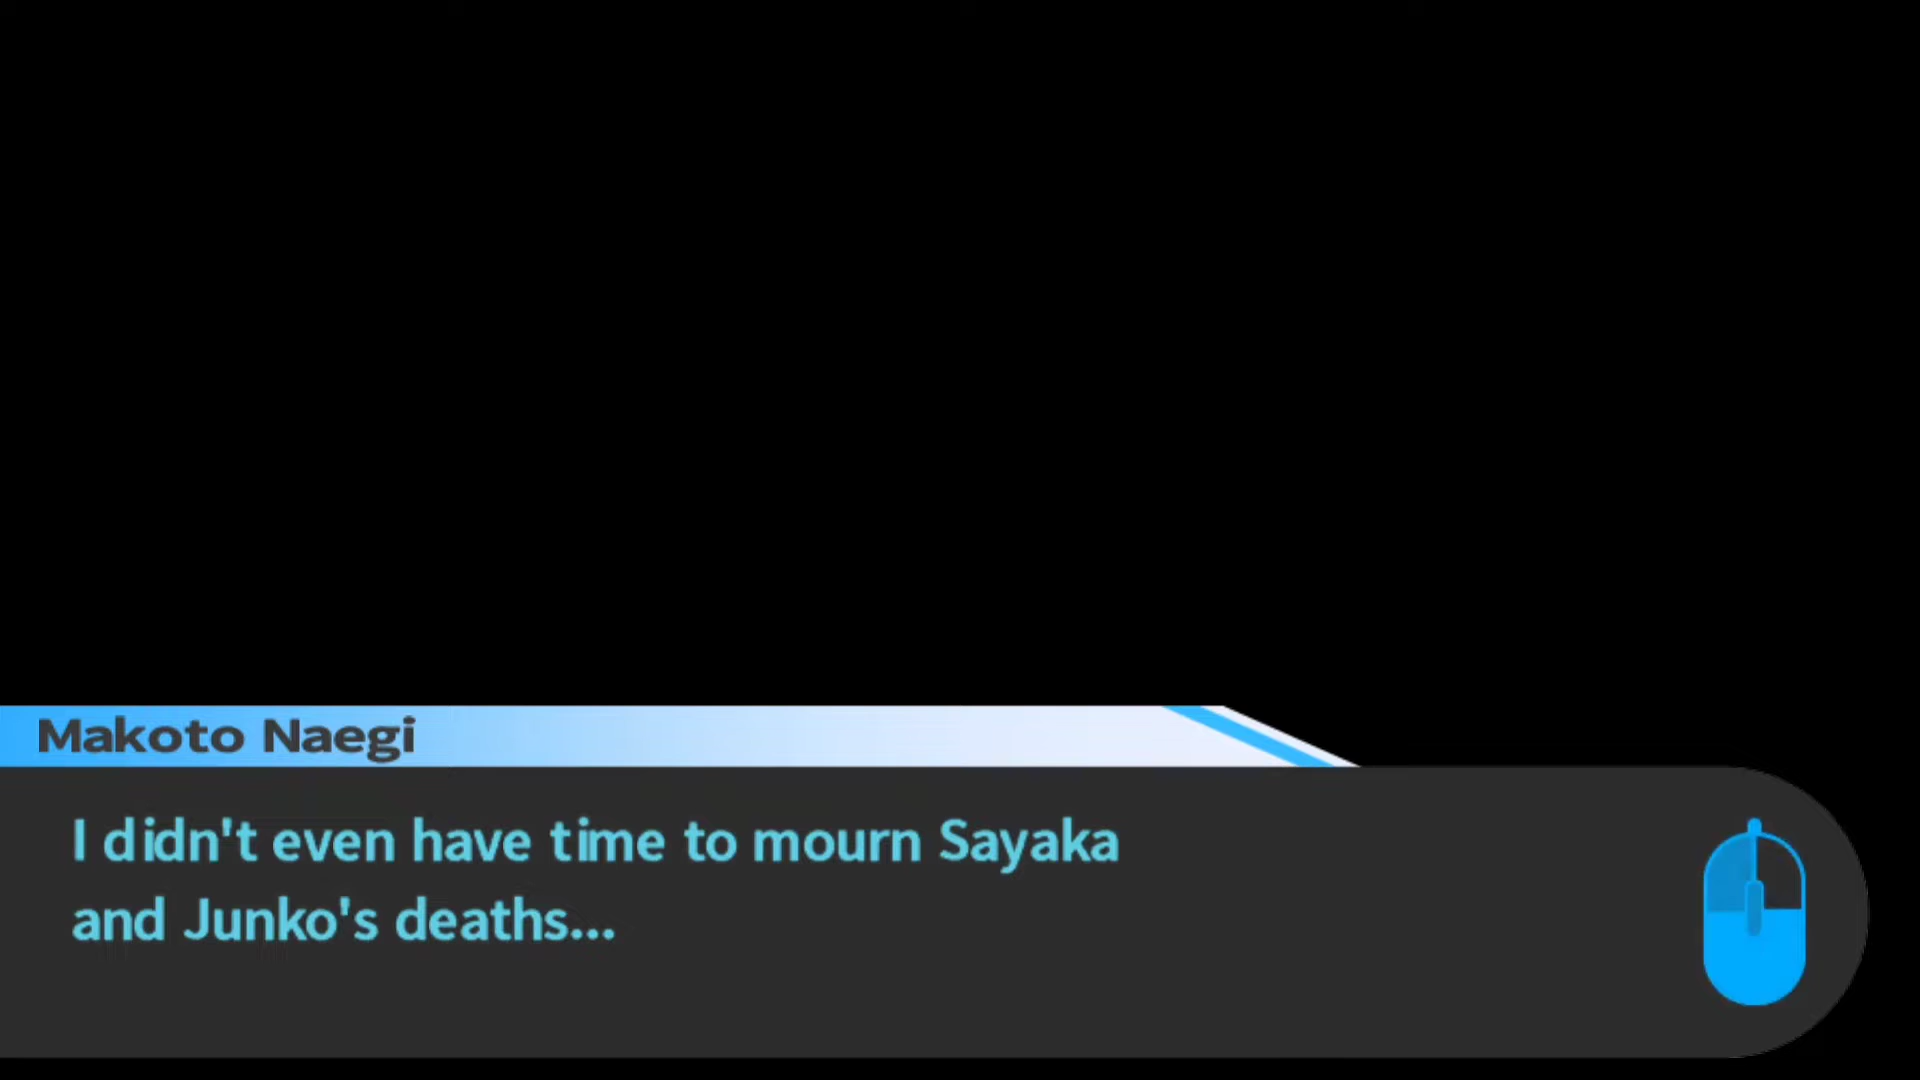 Makoto Naegi
I didn't even have time to mourn Sayaka
and Junko's deaths...